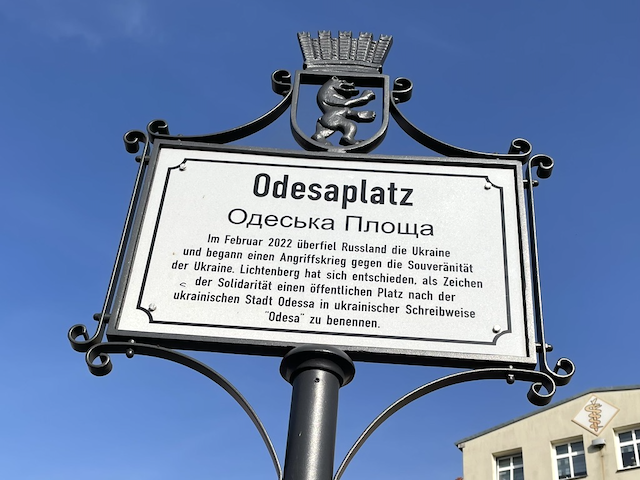 Odesaplatz
Одеська Площа
Im Februar 2022 überfiel Russland die Ukraine
und begann einen Angriffskrieg gegen die Souveränität
der Ukraine. Lichtenberg hat sich entschieden, als Zeichen
der Solidarität einen öffentlichen Platz nach der
ukrainischen Stadt Odessa in ukrainischer Schreibweise
"Odesa" zu benennen.